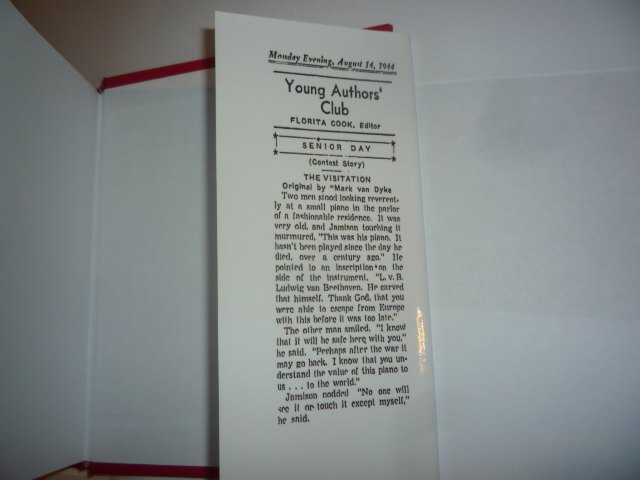 Monday Evening, August 14, 1944
Young Authors'
Club
FLORITA COOK, Editor
SENIOR DAY
(Contest Story)
THE VISITATION
Original by "Mark van Dyke
Two men stood looking reverent-
ly at a small piano in the parlor
of a fashionable residence. It was
very old, and Jamison touching it
murmured, "This was his piano. It
hasn't been played since the day he
died, over a century ago." He
pointed to an inscription on the
side of the instrument. "L. v. B.
Ludwig van Beethoven. He carved
that himself. Thank God, that you
were able to escape from Europe
with this before it was too late."
The other man smiled. "I know
that it will be safe here with you,"
he said. "Perhaps after the war it
may go back. I know that you un-
derstand the value of this piano to
us . . . to the world."
Jamison nodded "No one will
see it or touch it except myself,"
he said.